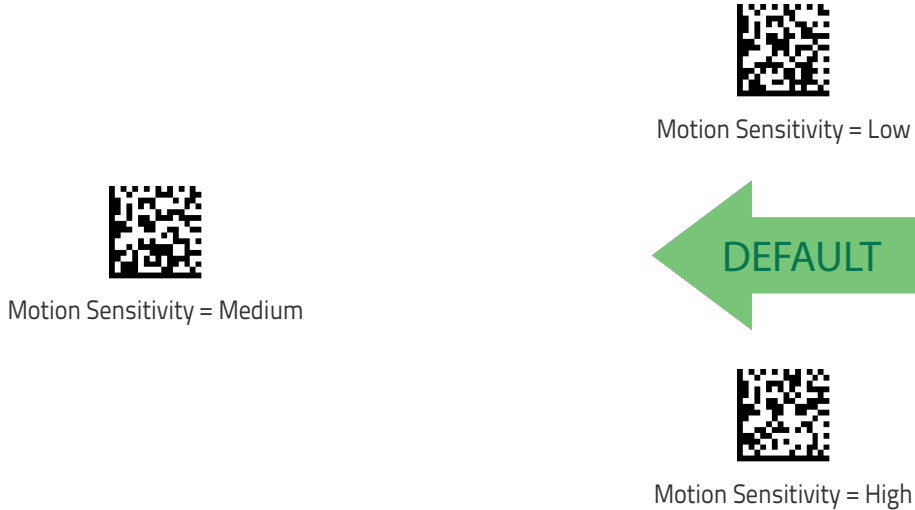 Motion Sensitivity = Low
Motion Sensitivity = Medium
DEFAULT
Motion Sensitivity = High